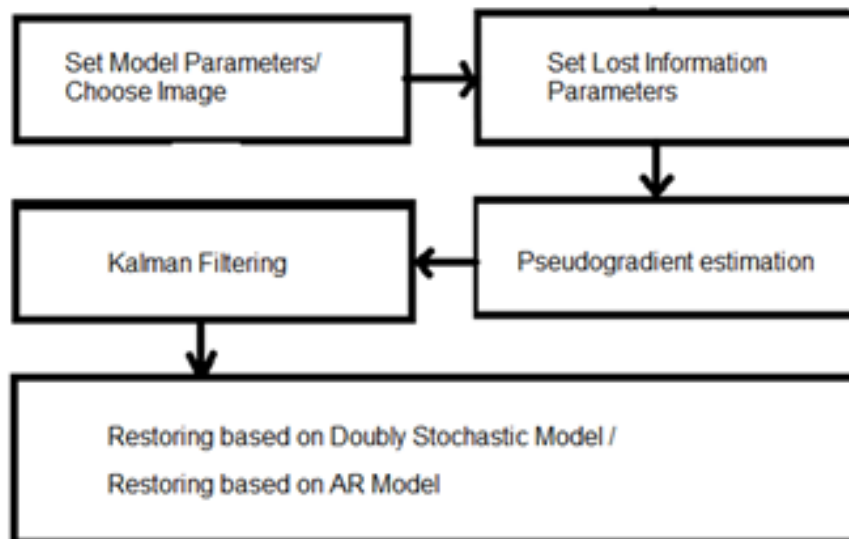 Set Model Parameters/
Choose Image
Set Lost Information
Parameters
Pseudogradient estimation
Kalman Filtering
Restoring based on Doubly Stochastic Model /
Restoring based on AR Model